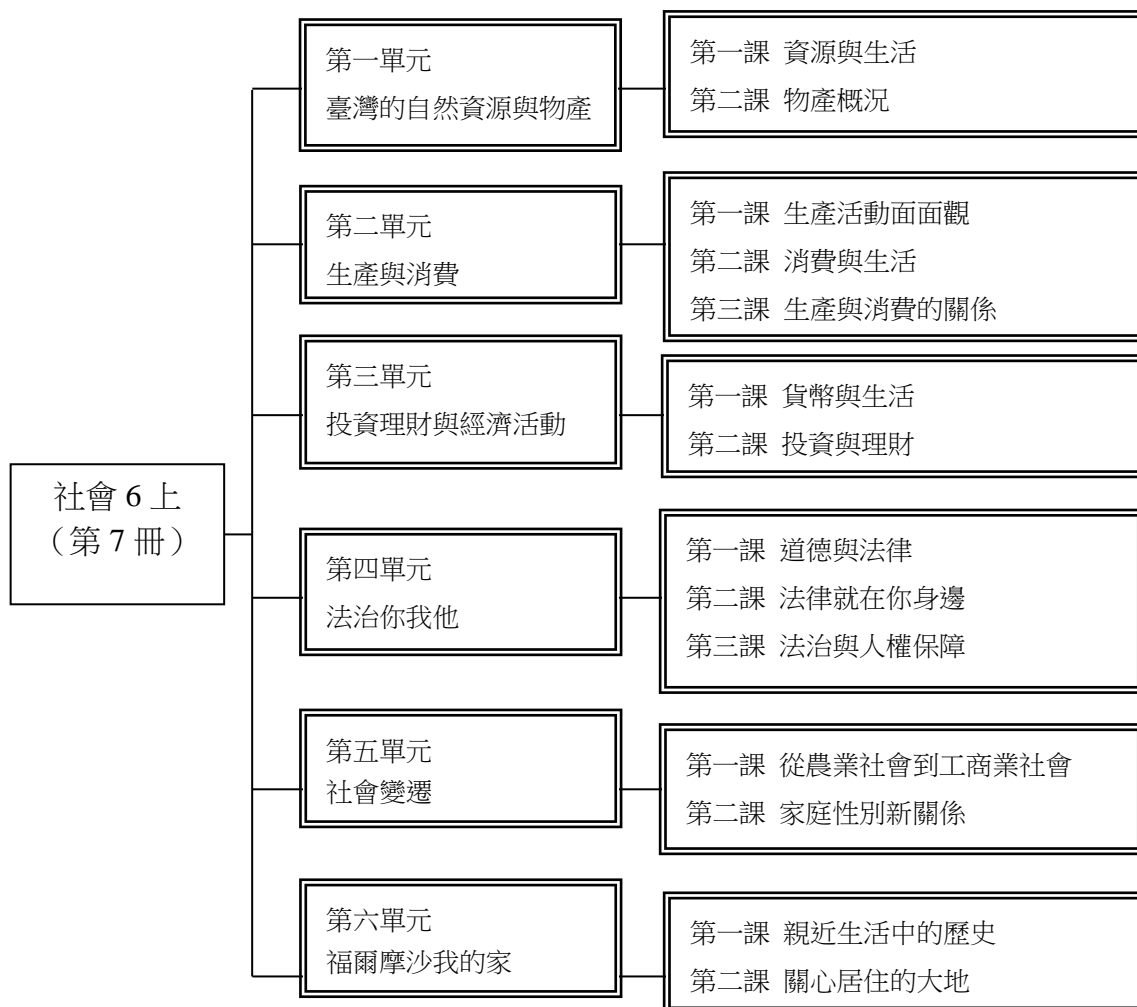 社會 6 上
（第 7 冊）
第一單元
臺灣的自然資源與物產
第一課 資源與生活
第二課 物產概況
第二單元
生產與消費
第一課 生產活動面面觀
第二課 消費與生活
第三課 生產與消費的關係
第三單元
投資理財與經濟活動
第一課 貨幣與生活
第二課 投資與理財
第四單元
法治你我他
第一課 道德與法律
第二課 法律就在你身邊
第三課 法治與人權保障
第五單元
社會變遷
第一課 從農業社會到工商業社會
第二課 家庭性別新關係
第六單元
福爾摩沙我的家
第一課 親近生活中的歷史
第二課 關心居住的大地